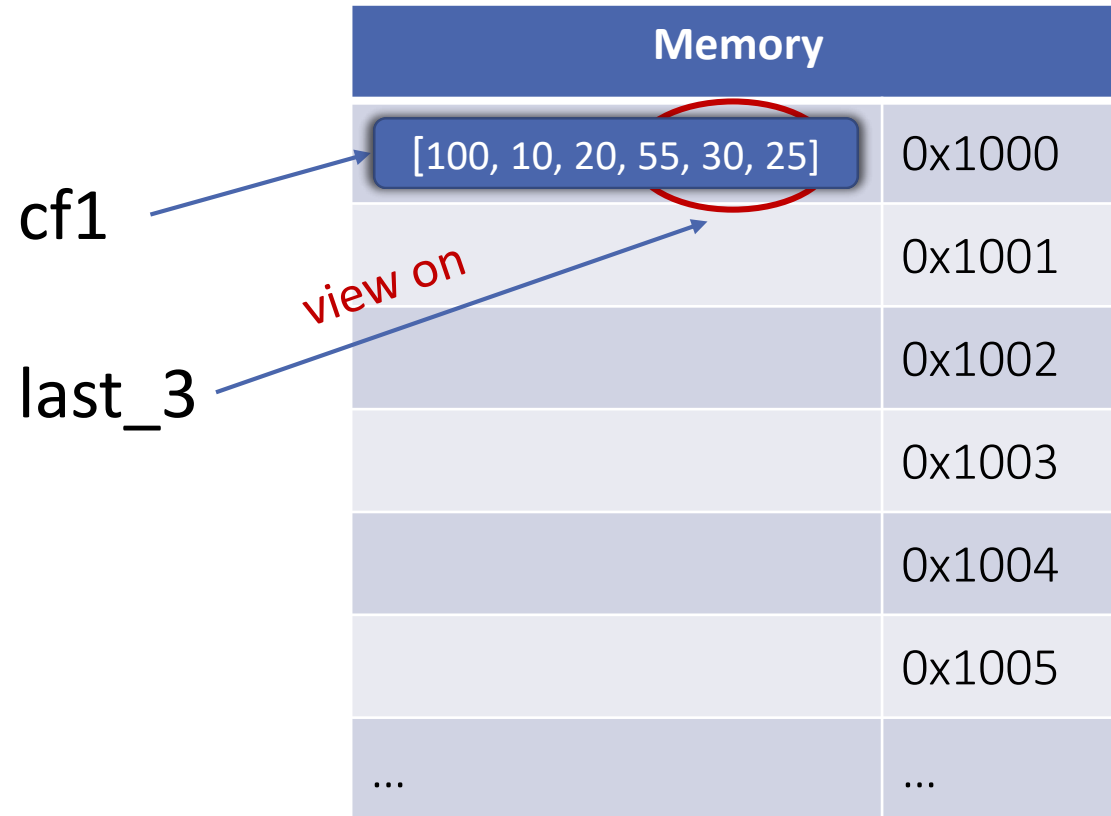 Memory
[100, 10, 20, 55, 30, 25] 0x1000
cf1
0x1001
view on
0x1002
last_3
0x1003
0x1004
0x1005
... ...